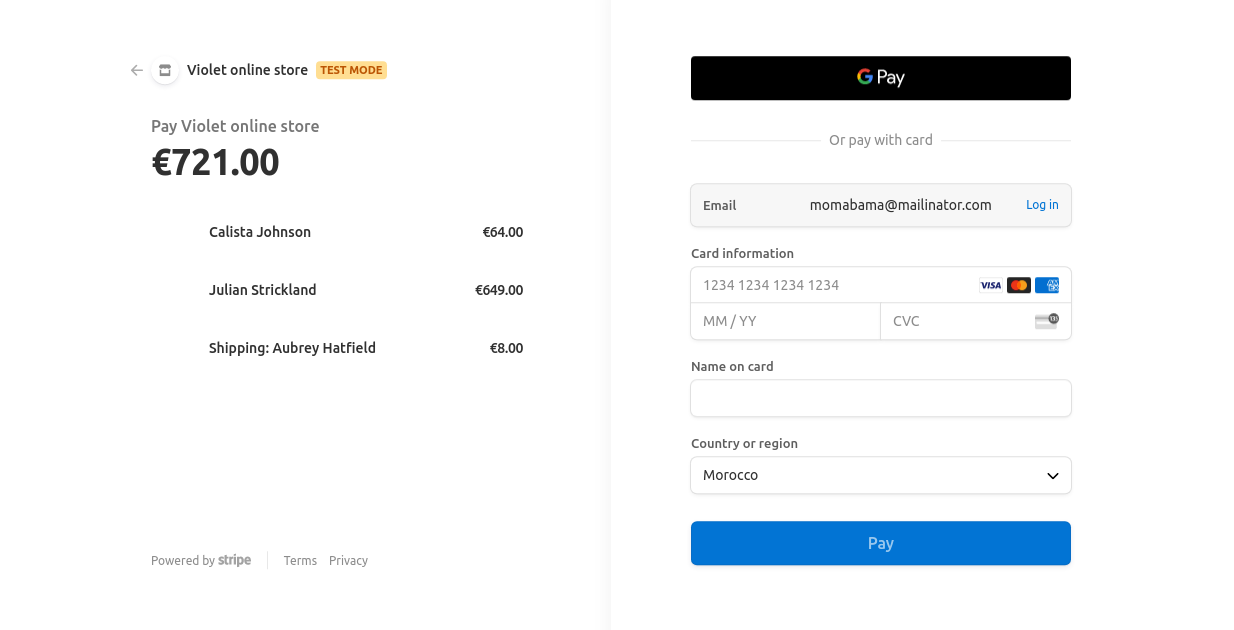 Violet online store TEST MODE
Pay Violet online store
€721.00
Calista Johnson €64.00
Julian Strickland €649.00
Shipping: Aubrey Hatfield €8.00
Powered by stripe Terms Privacy
G Pay
Or pay with card
Email momabama@mailinator.com Log in
Card information
1234 1234 1234 1234 VISA
MM / YY CVC
Name on card
Country or region
Morocco
Pay